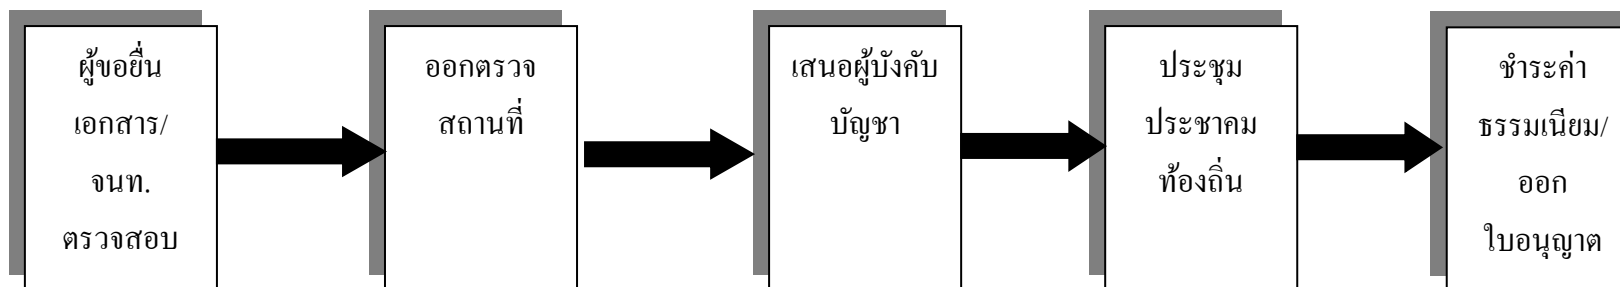 ผู้ขอยื่น
เอกสาร/
จนท.
ตรวจสอบ
ออกตรวจ
สถานที่
เสนอผู้บังคับ
บัญชา
ประชุม
ประชาคม
ท้องถิ่น
ชำระค่า
ธรรมเนียม/
ออก
ใบอนุญาต